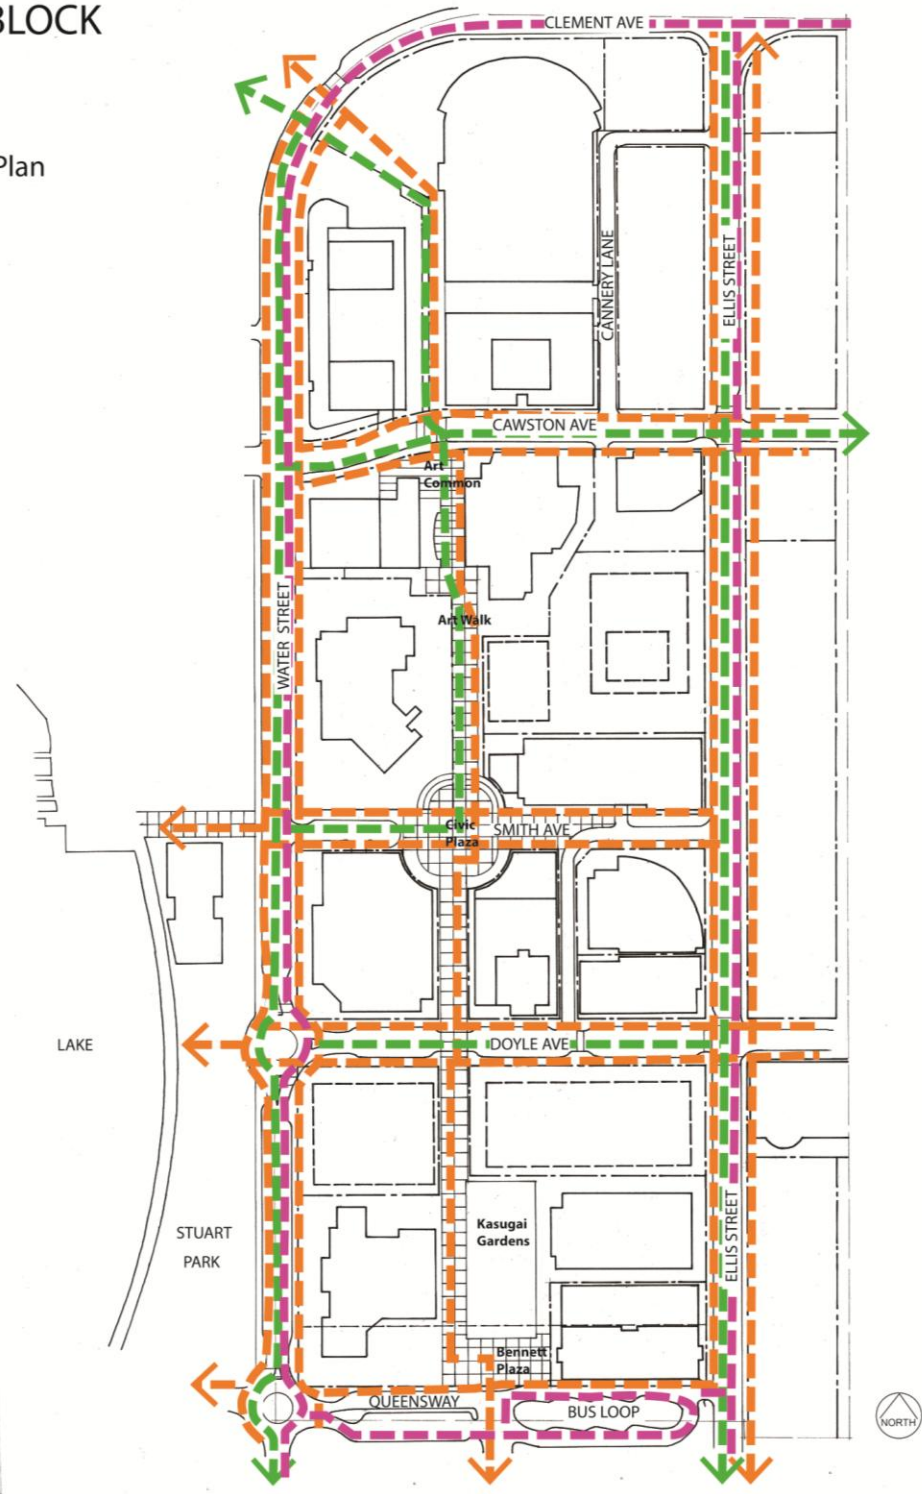 BLOCK
CLEMENT AVE
Plan
ELLIS STREET
CANNERY LANE
CAWSTON AVE
Art
Common
WATER STREET
Art Walk
Civic
Plaza
SMITH AVE
LAKE
DOYLE AVE
STUART
PARK
Kasugai
Gardens
ELLIS STREET
Bennett
Plaza
QUEENSWAY
BUS LOOP
NORTH